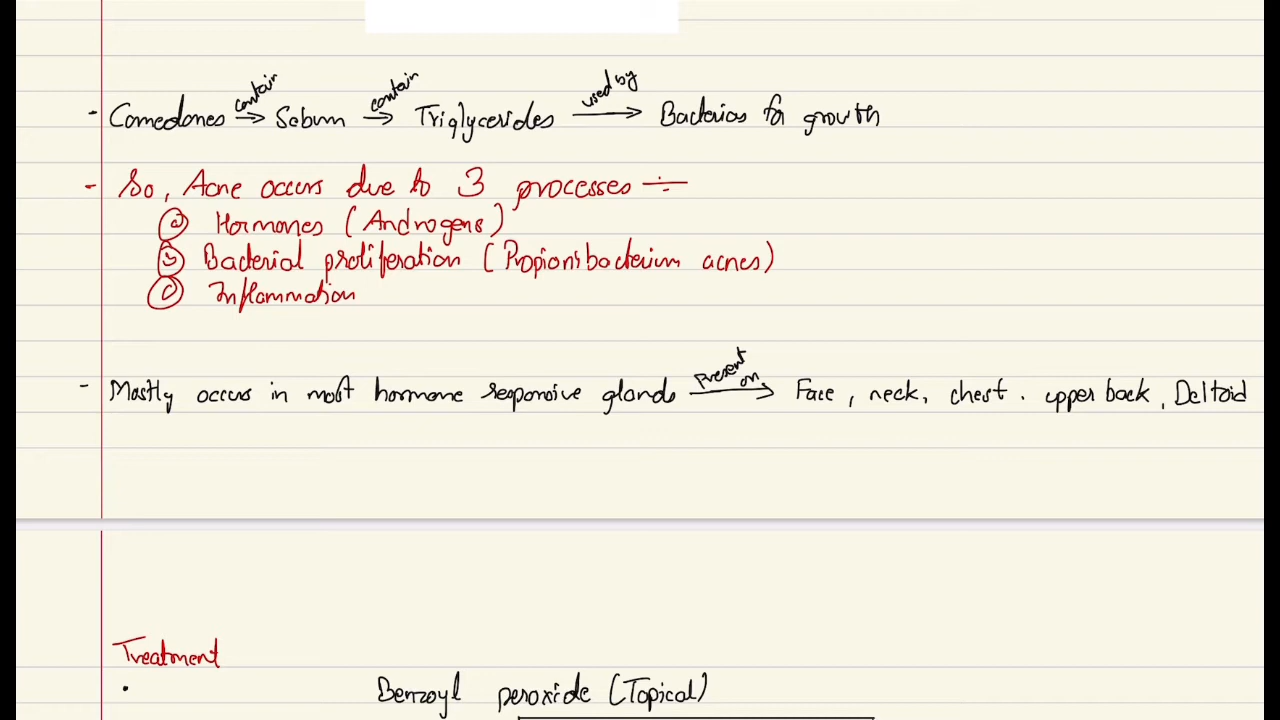 - Comedones contain→ Sebum contain→ Triglycerides used by→ Bacterias for growth
- So, Acne occurs due to 3 processes ÷
ⓐ Hormones (Androgens)
ⓑ Bacterial proliferation (Propionibacterium acnes)
ⓒ Inflammation
- Mostly occurs in most hormone responsive glands Present on→ Face, neck, chest. upper back, Deltoid
Treatment
• Benzoyl peroxide (Topical)